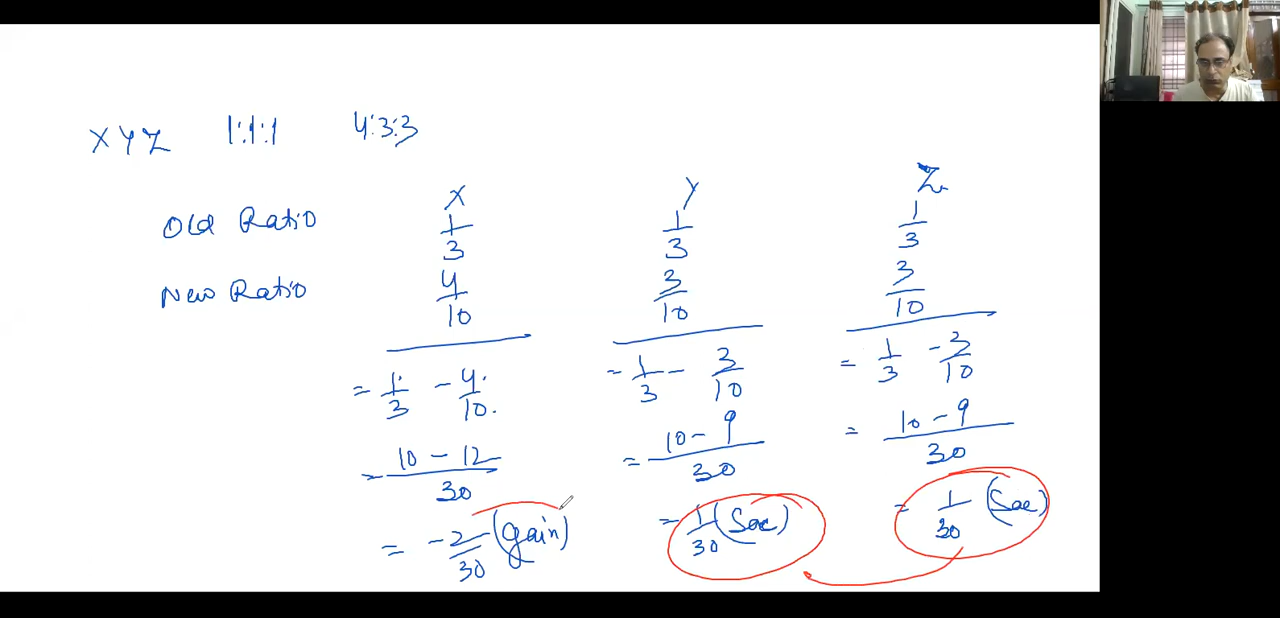 X Y Z 1:1:1 4:3:3
X Y Z
Old Ratio 1/3 1/3 1/3
New Ratio 4/10 3/10 3/10
= 1/3 - 4/10 = 1/3 - 3/10 = 1/3 - 3/10
= 10 - 12/30 = 10 - 9/30 = 10 - 9/30
= -2/30 (gain) = 1/30 (Sac) = 1/30 (Sac)